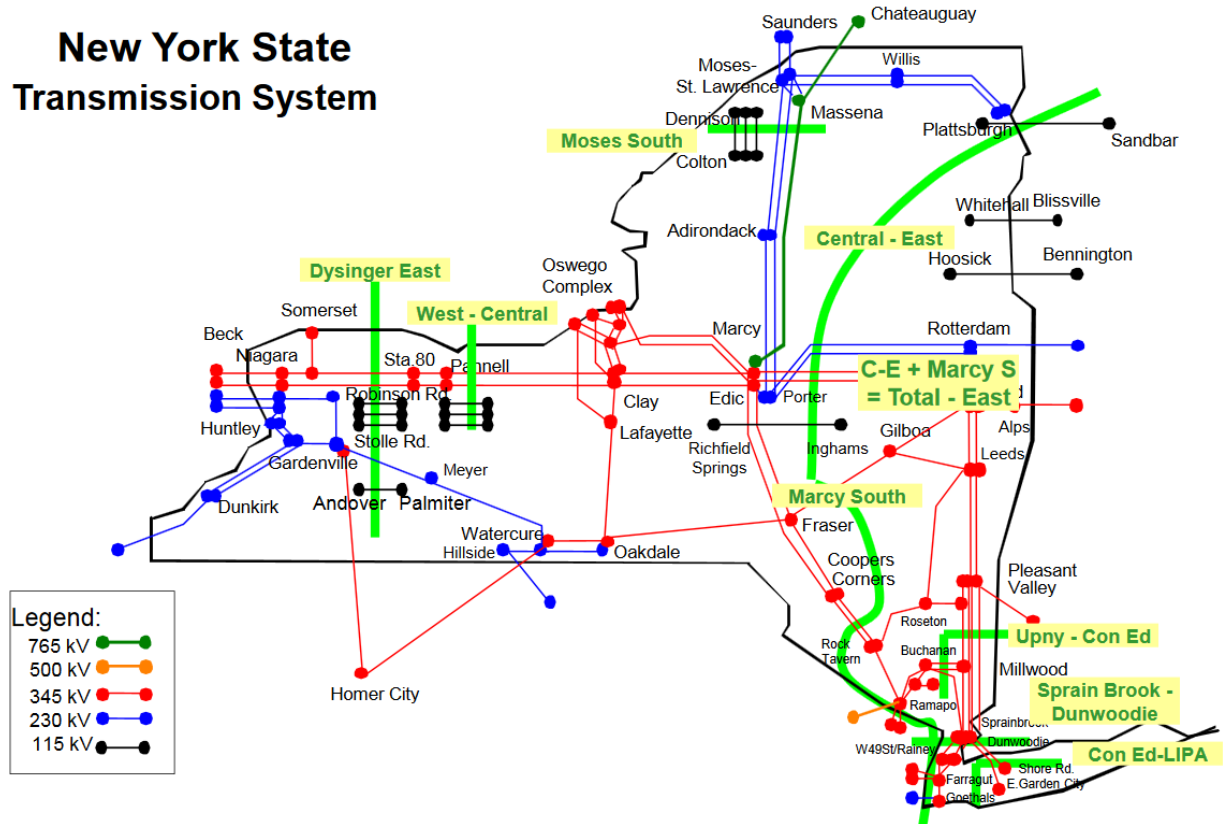 New York State
Transmission System
Saunders
Chateauguay
Moses-
St. Lawrence
Willis
Massena
Dennison
Plattsburgh
Sandbar
Moses South
Colton
Whitehall
Blissville
Adirondack
Central - East
Hoosick
Bennington
Oswego
Complex
Dysinger East
Somerset
West - Central
Beck
Niagara
Sta.80
Pannell
Marcy
Rotterdam
C-E + Marcy S
= Total - East
Robinson Rd.
Clay
Edic
Porter
Alps
Huntley
Stolle Rd.
Lafayette
Gilboa
Gardenville
Richfield
Springs
Inghams
Leeds
Meyer
Marcy South
Dunkirk
Andover
Palmiter
Fraser
Watercure
Hillside
Oakdale
Coopers
Corners
Pleasant
Valley
Roseton
Legend:
765 kV
500 kV
345 kV
230 kV
115 kV
Rock
Tavern
Upny - Con Ed
Buchanan
Millwood
Homer City
Ramapo
Sprain Brook -
Dunwoodie
Sprainbrook
Dunwoodie
W49St/Rainey
Con Ed-LIPA
Shore Rd.
Farragut
E.Garden City
Goethals